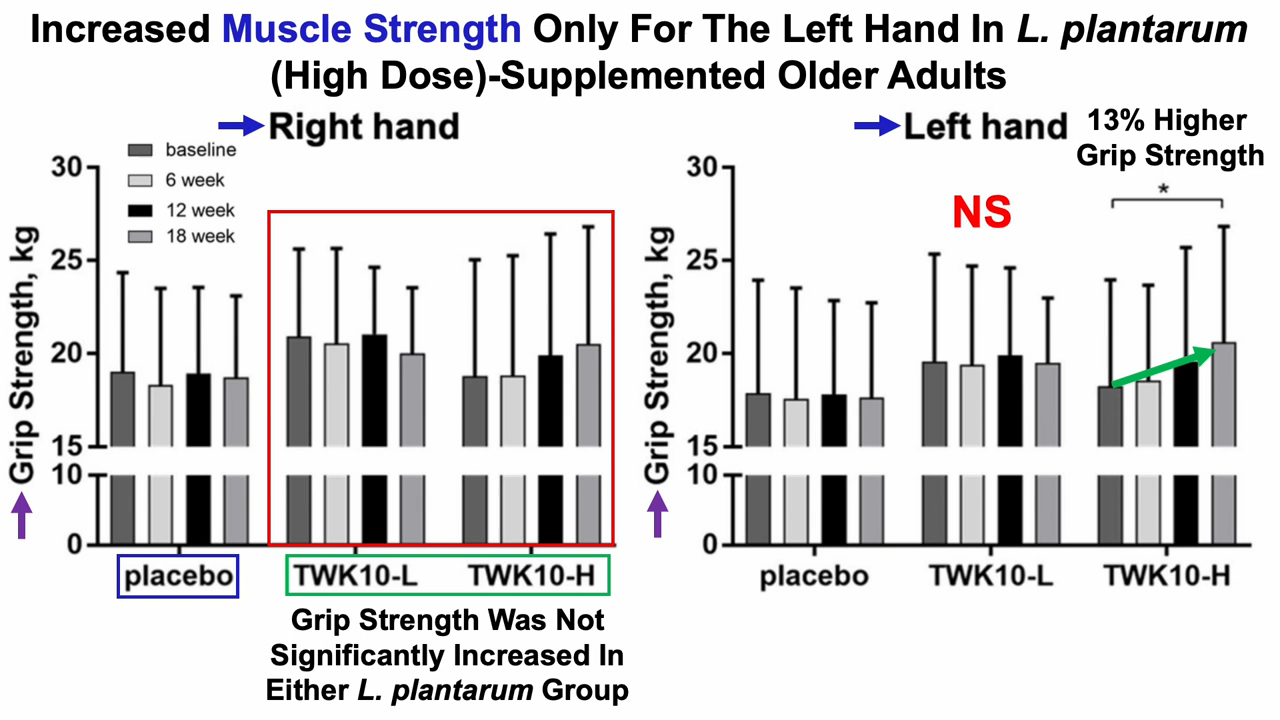 Increased Muscle Strength Only For The Left Hand In L. plantarum
(High Dose)-Supplemented Older Adults
Right hand
baseline
6 week
12 week
18 week
Grip Strength, kg
30
25
20
15
10
0
placebo
TWK10-L
TWK10-H
Grip Strength Was Not
Significantly Increased In
Either L. plantarum Group
Left hand
13% Higher
Grip Strength
NS
*
Grip Strength, kg
30
25
20
15
10
0
placebo
TWK10-L
TWK10-H